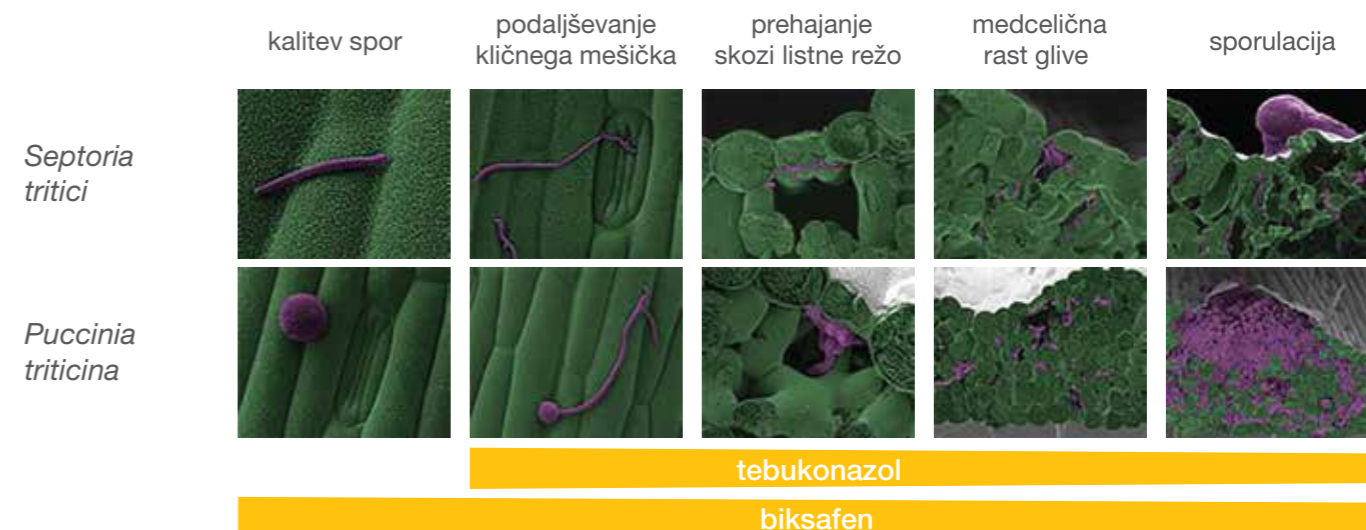 kalitev spor
podaljševanje
kličnega mešička
prehajanje
skozi listne režo
medcelična
rast glive
sporulacija
Septoria
tritici
Puccinia
triticina
tebukonazol
biksafen